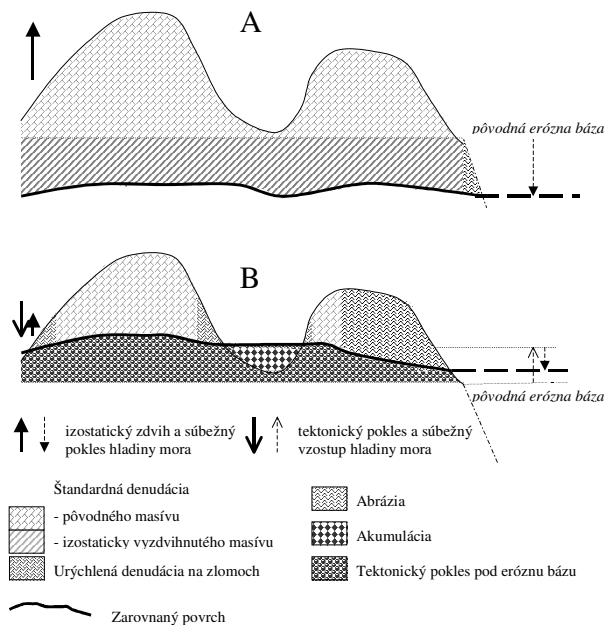 A
pôvodná erózna báza
B
pôvodná erózna báza
izostatický zdvih a súbežný
pokles hladiny mora
tektonický pokles a súbežný
vzostup hladiny mora
Štandardná denudácia
- pôvodného masívu
- izostaticky vyzdvihnutého masívu
Urýchlená denudácia na zlomoch
Abrázia
Akumulácia
Tektonický pokles pod eróznu bázu
Zarovnaný povrch